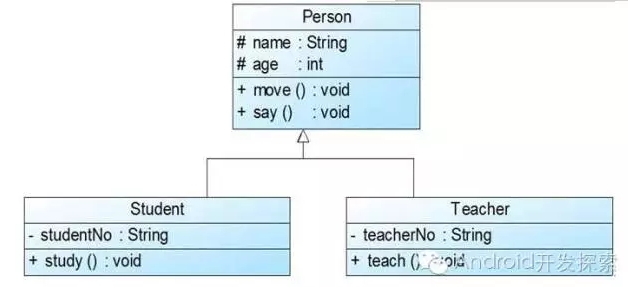 Person
# name : String
# age : int
+ move () : void
+ say () : void
Student
- studentNo : String
+ study () : void
Teacher
- teacherNo : String
+ teach () : void
Android开发探索